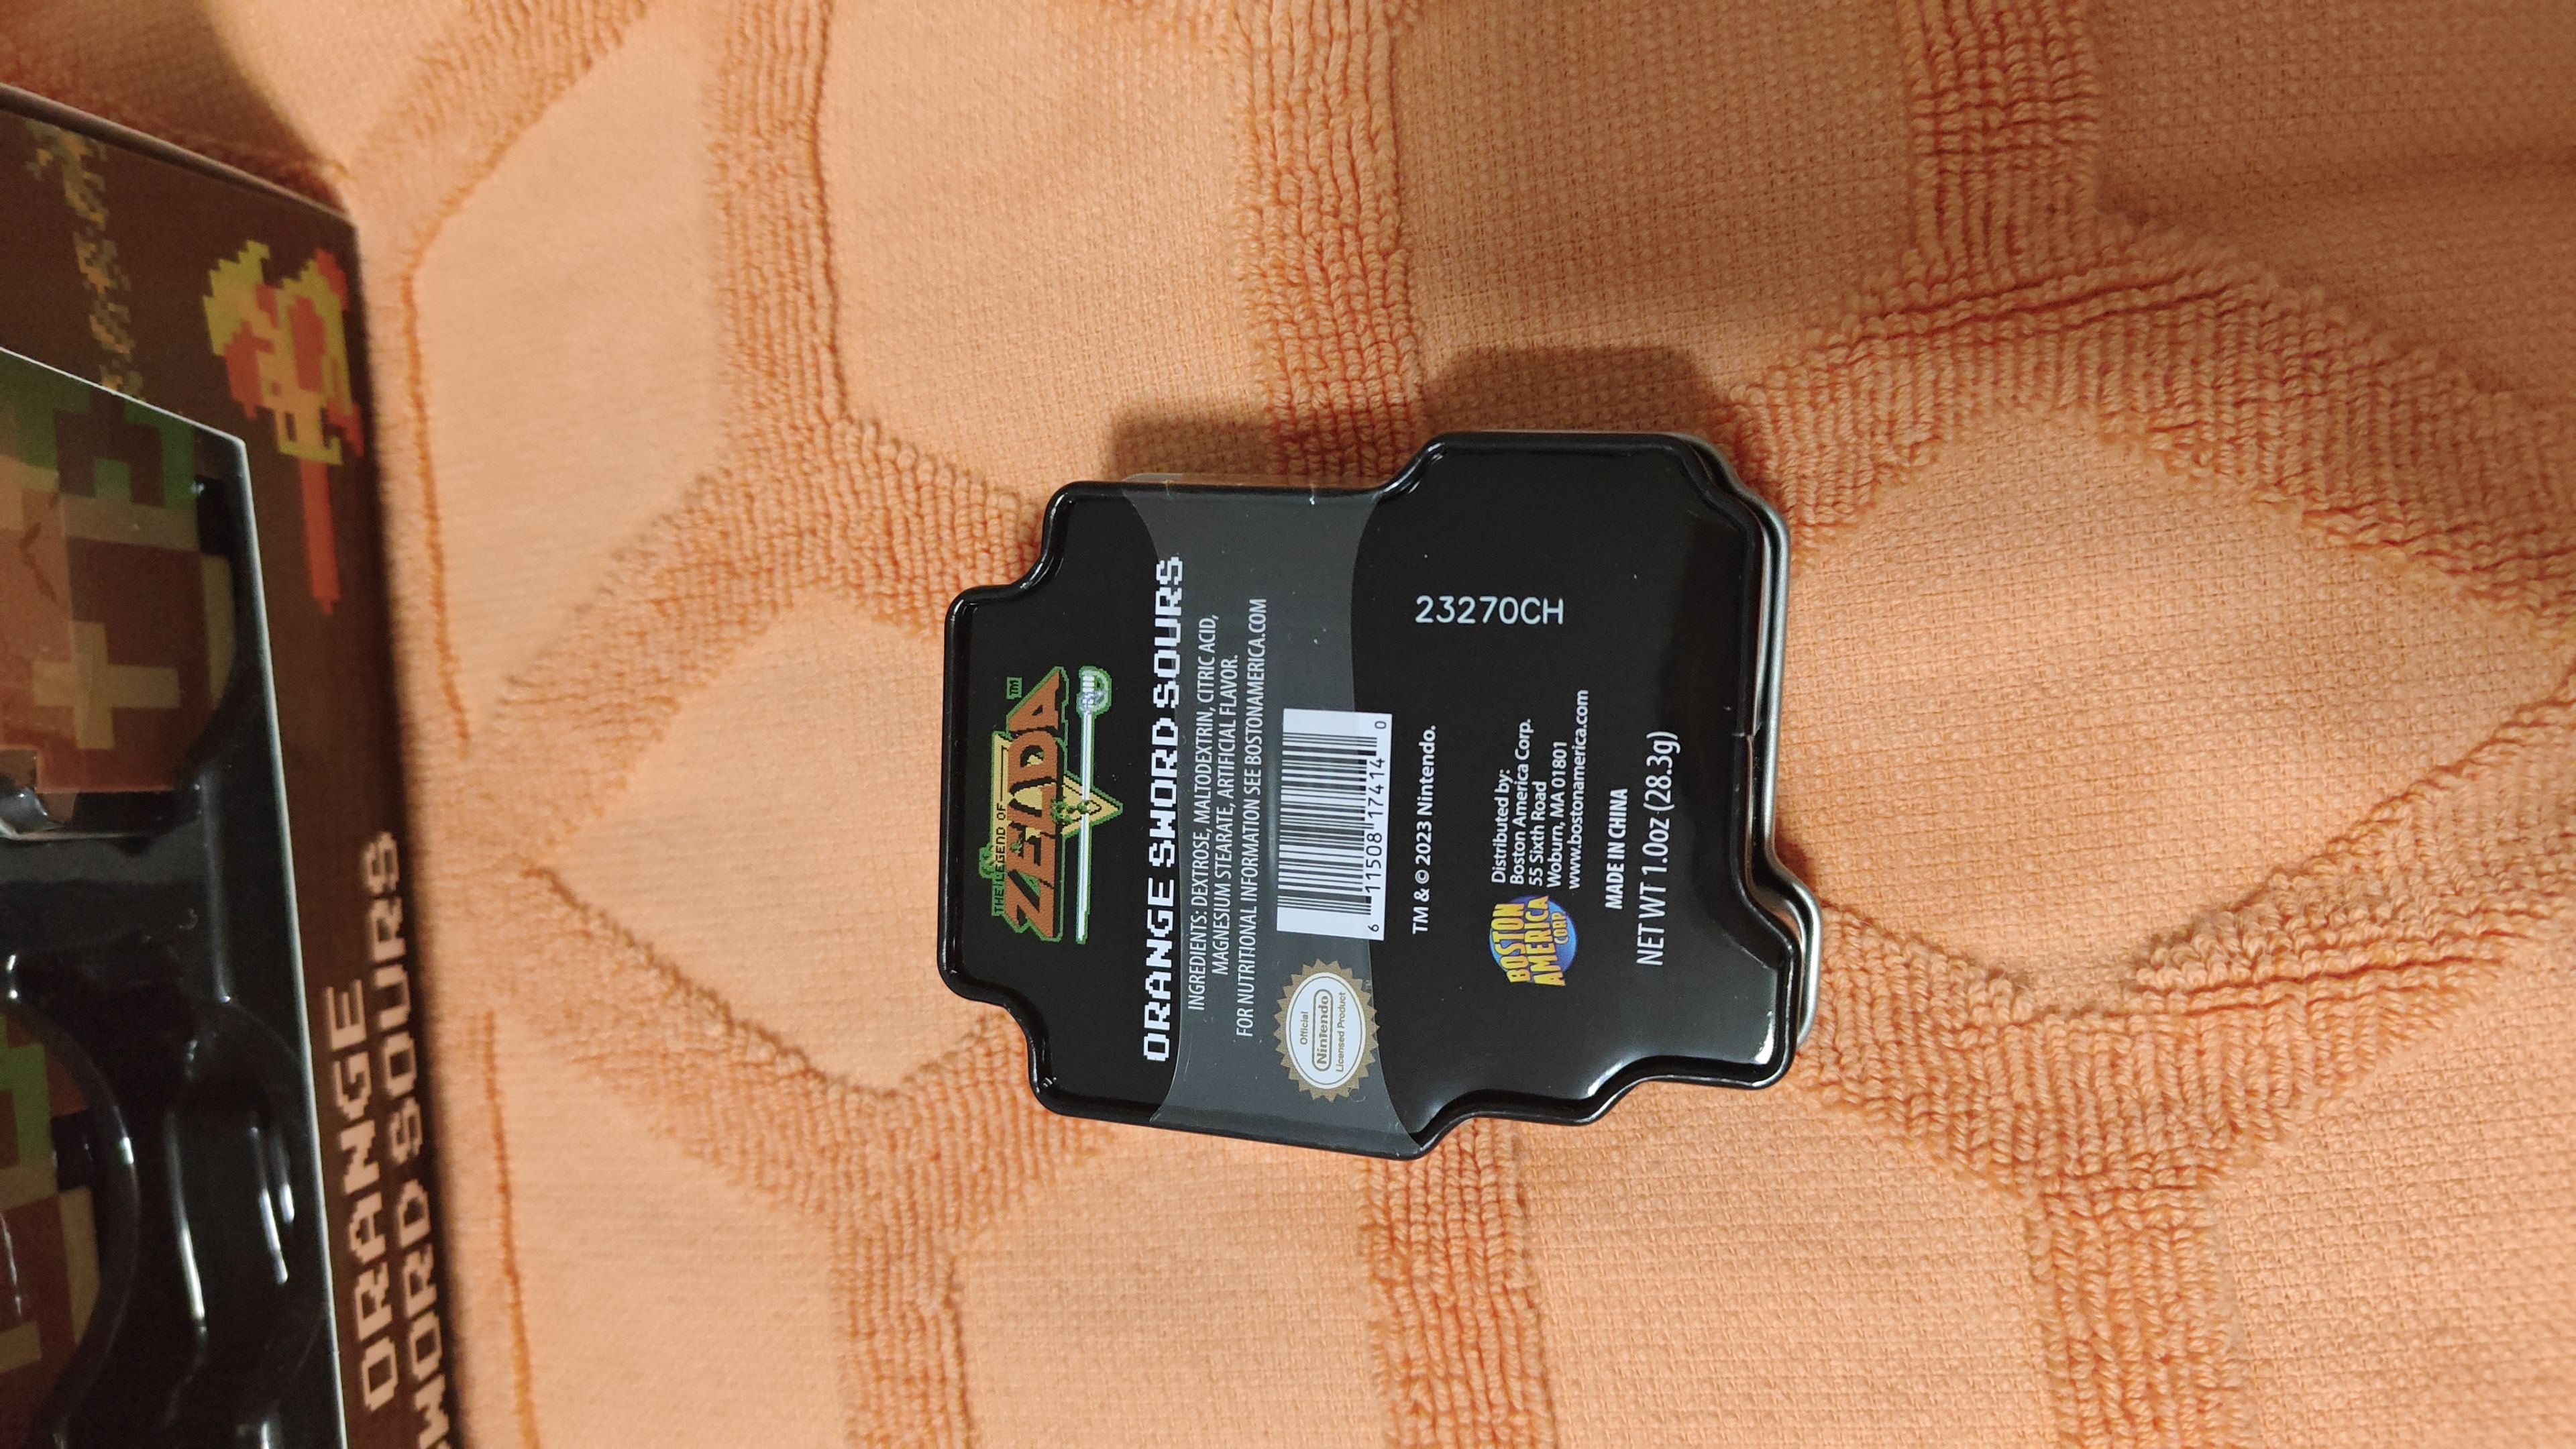 THE LEGEND OF
ZELDA™
ORANGE SWORD SOURS
INGREDIENTS: DEXTROSE, MALTODEXTRIN, CITRIC ACID,
MAGNESIUM STEARATE, ARTIFICIAL FLAVOR.
FOR NUTRITIONAL INFORMATION SEE BOSTONAMERICA.COM
Official
Nintendo
Licensed Product
6 11508 17414 0
TM & © 2023 Nintendo.
BOSTON
AMERICA
CORP.
Distributed by:
Boston America Corp.
55 Sixth Road
Woburn, MA 01801
www.bostonamerica.com
MADE IN CHINA
NET WT 1.0oz (28.3g)
23270CH
ORANGE
SWORD SOURS